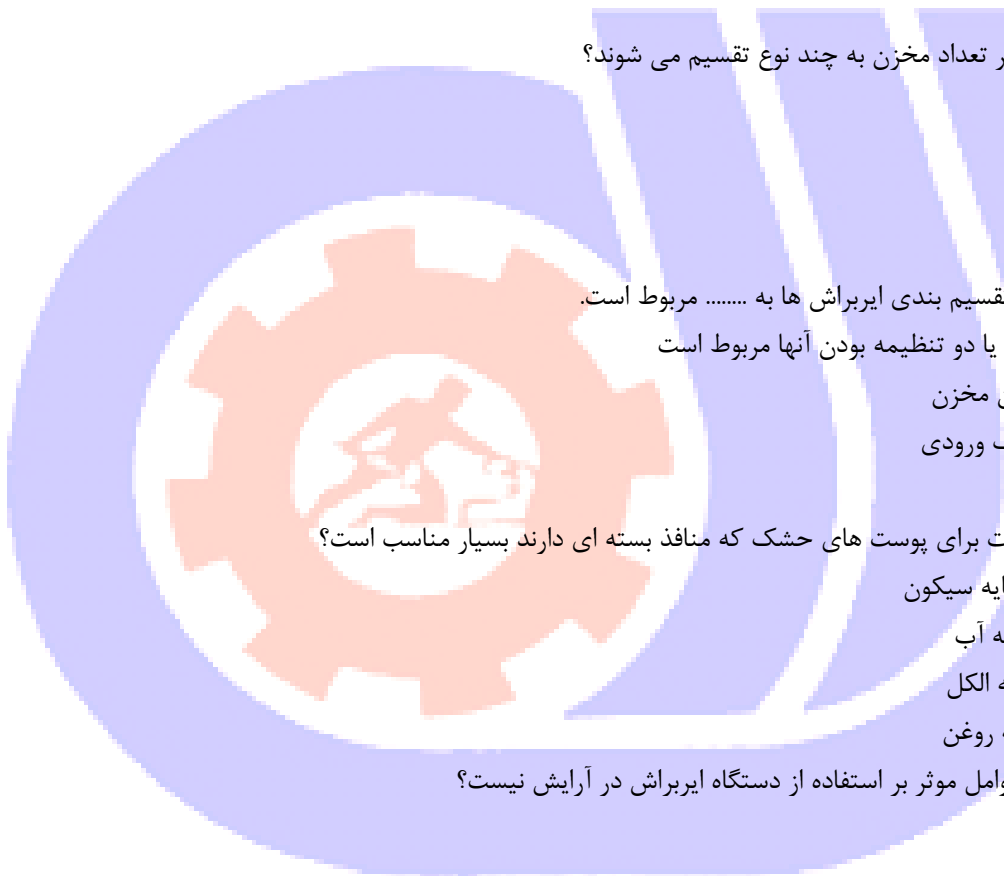 ر تعداد مخزن به چند نوع تقسیم می شوند؟
قسیم بندی ایربراش ها به ........ مربوط است.
یا دو تنظیمه بودن آنها مربوط است
مخزن
ورودی
ت برای پوست های حشک که منافذ بسته ای دارند بسیار مناسب است؟
ایه سیکون
ه آب
ه الکل
روغن
وامل موثر بر استفاده از دستگاه ایربراش در آرایش نیست؟